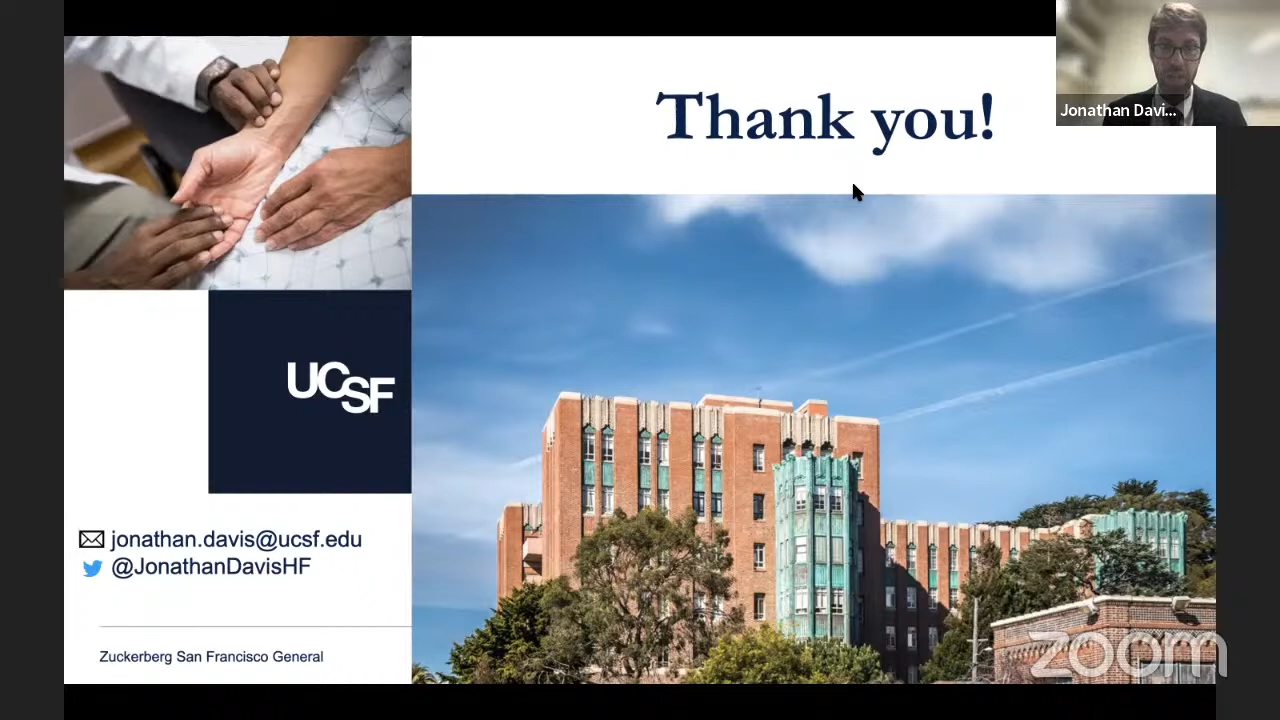 Thank you!
Jonathan Davi...
UCSF
jonathan.davis@ucsf.edu
@JonathanDavisHF
Zuckerberg San Francisco General
zoom